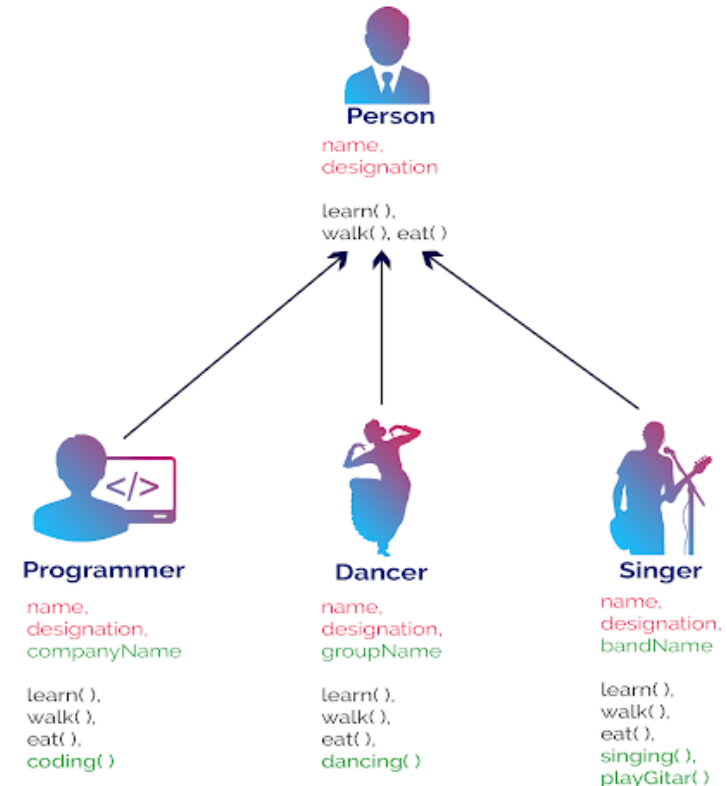 Person
name,
designation
learn( ),
walk( ), eat( )
</>
Programmer
name,
designation,
companyName
learn( ),
walk( ),
eat( ),
coding( )
Dancer
name,
designation,
groupName
learn( ),
walk( ),
eat( ),
dancing( )
Singer
name,
designation,
bandName
learn( ),
walk( ),
eat( ),
singing( ),
playGitar( )